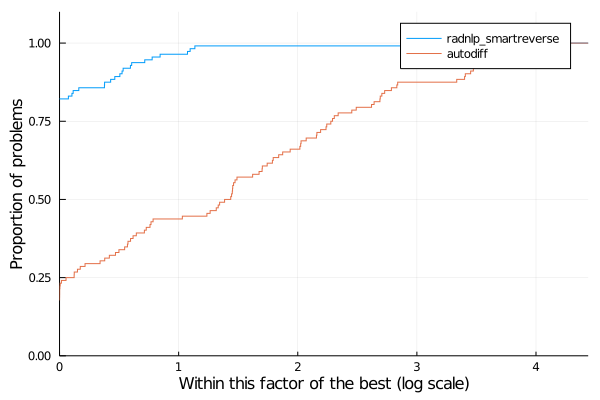 radnlp_smartreverse
autodiff
1.00
0.75
0.50
0.25
0.00
Proportion of problems
0
1
2
3
4
Within this factor of the best (log scale)